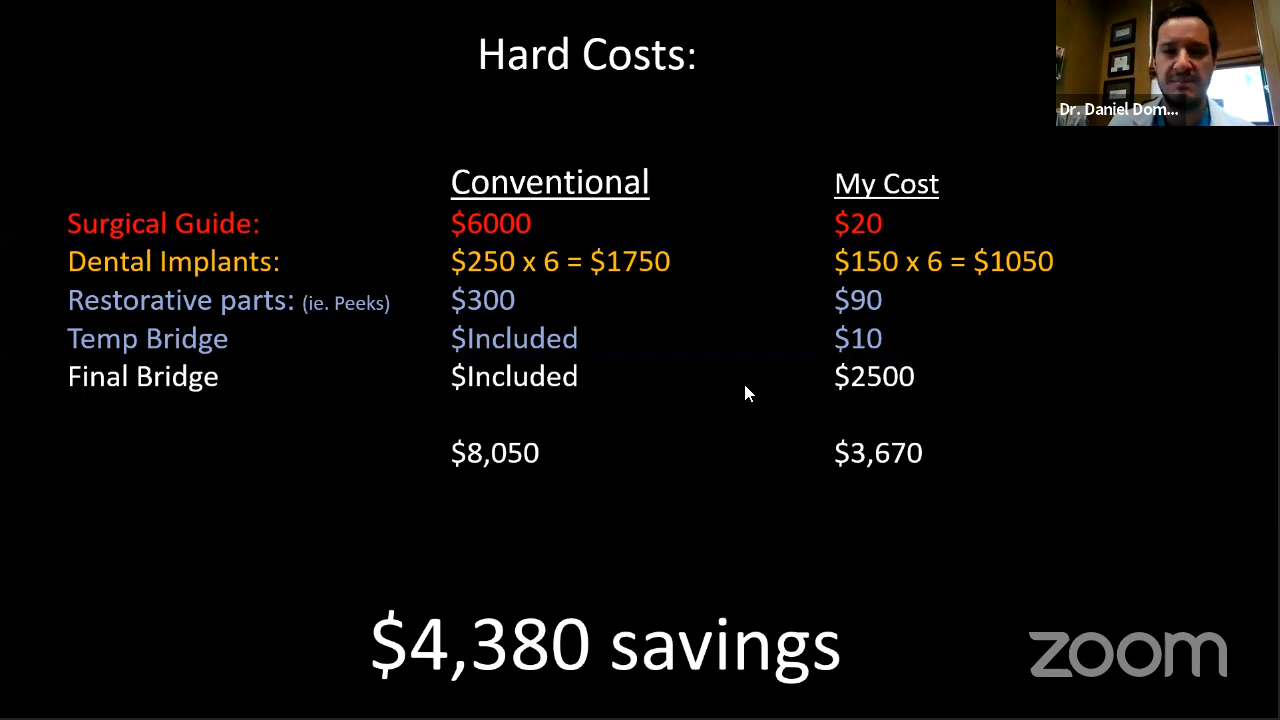 Hard Costs:
Dr. Daniel Dom...
Conventional My Cost
Surgical Guide: $6000 $20
Dental Implants: $250 x 6 = $1750 $150 x 6 = $1050
Restorative parts: (ie. Peeks) $300 $90
Temp Bridge $Included $10
Final Bridge $Included $2500
$8,050 $3,670
$4,380 savings
zoom